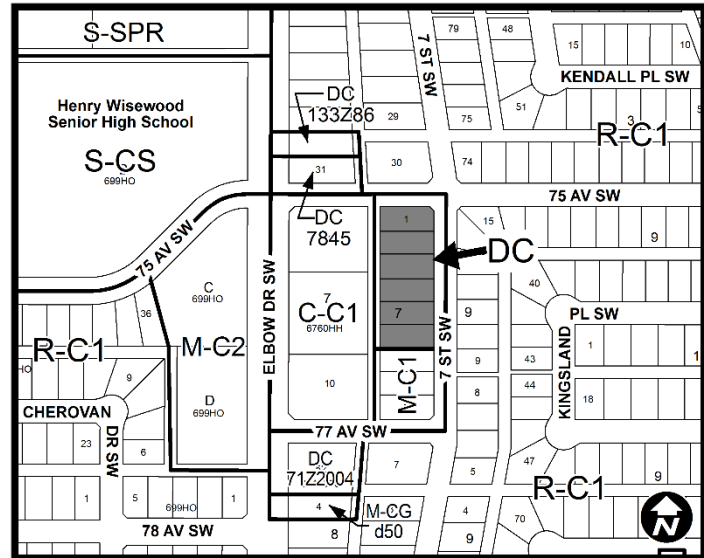 S-SPR
79
48
15
10
KENDALL PL SW
7 ST SW
DC
133Z86
51
Henry Wisewood
Senior High School
29
75
3
R-C1
S-CS
699HO
31
30
74
75 AV SW
75 AV SW
DC
7845
1
15
9
DC
C
699HO
7
C-C1
6760HH
40
PL SW
36
7
9
1
1
R-C1
HO
M-C2
ELBOW DR SW
M-C1
7 ST SW
KINGSLAND
9
43
9
D
699HO
10
8
44
18
CHEROVAN
DR SW
23
6
77 AV SW
DC
71Z2004
7
5
47
R-C1
9
1
5
699HO
1
4
M-CG
d50
4
C
70
78 AV SW
8
8
9
N